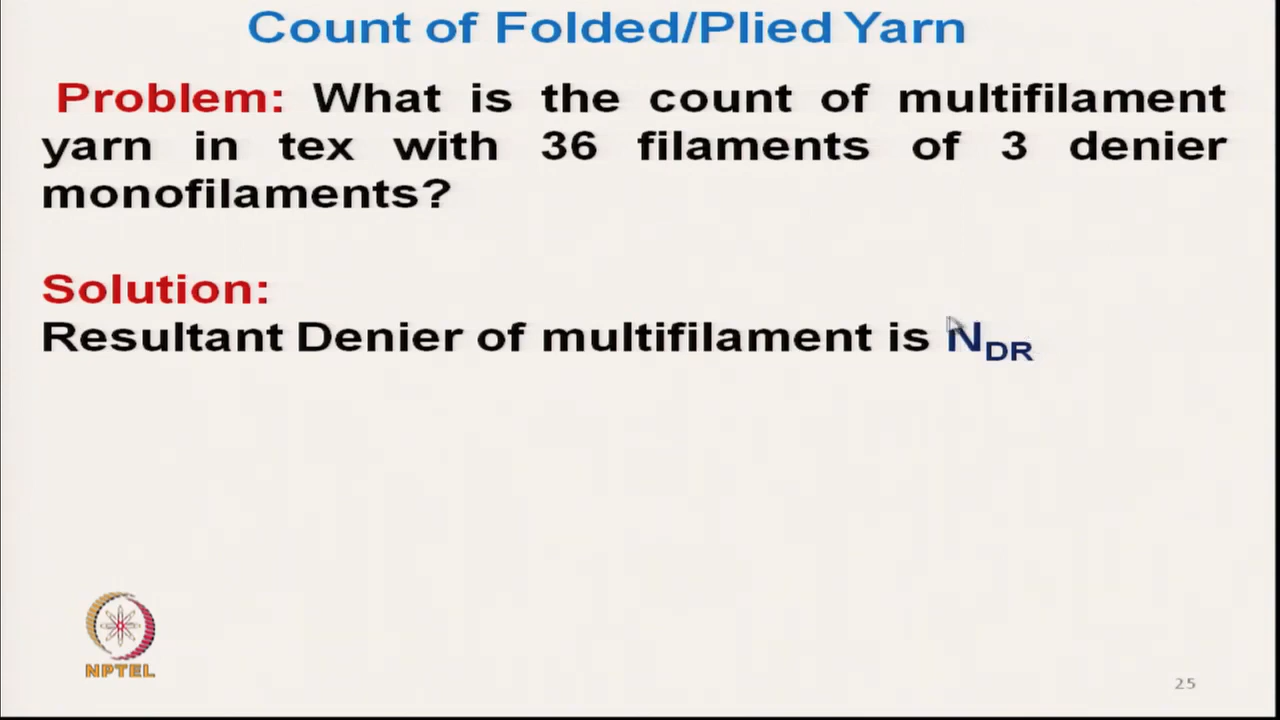 Count of Folded/Plied Yarn
Problem: What is the count of multifilament
yarn in tex with 36 filaments of 3 denier
monofilaments?
Solution:
Resultant Denier of multifilament is NDR
NPTEL
25